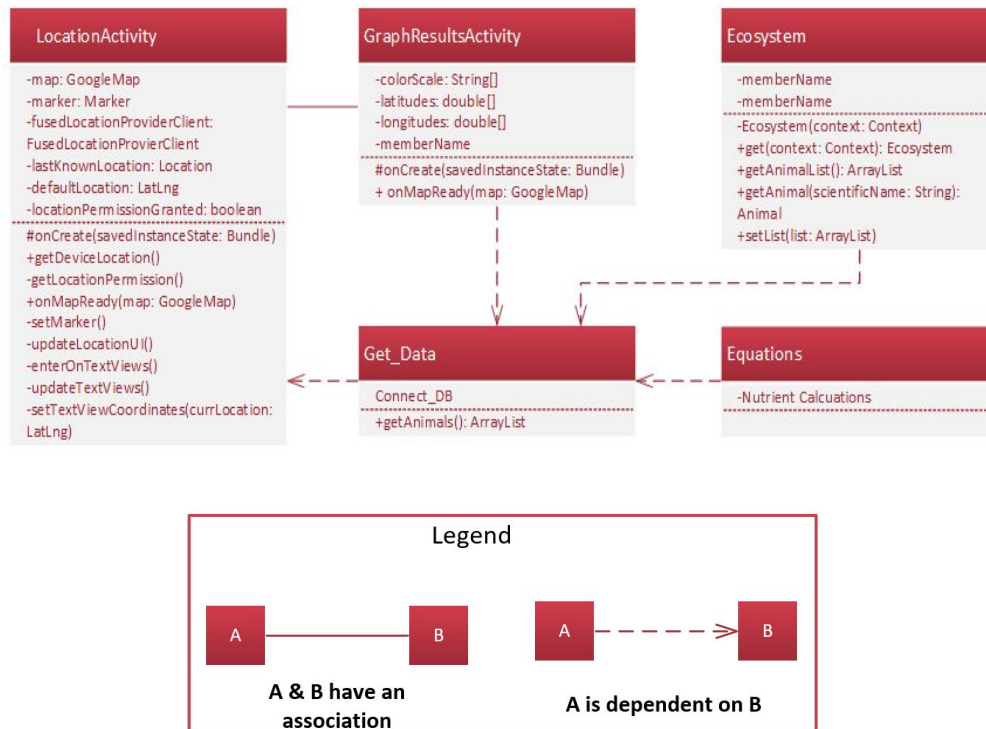 LocationActivity
-map: GoogleMap
-marker: Marker
-fusedLocationProviderClient:
FusedLocationProvierClient
-lastKnownLocation: Location
-defaultLocation: LatLng
-locationPermissionGranted: boolean
#onCreate(savedInstanceState: Bundle)
+getDeviceLocation()
-getLocationPermission()
+onMapReady(map: GoogleMap)
-setMarker()
-updateLocationUI()
-enterOnTextViews()
-updateTextViews()
-setTextViewCoordinates(currLocation:
LatLng)
GraphResultsActivity
-colorScale: String[]
-latitudes: double[]
-longitudes: double[]
-memberName
#onCreate(savedInstanceState: Bundle)
+ onMapReady(map: GoogleMap)
Ecosystem
-memberName
-memberName
-Ecosystem(context: Context)
+get(context: Context): Ecosystem
+getAnimalList(): ArrayList
+getAnimal(scientificName: String):
Animal
+setList(list: ArrayList)
Get_Data
Connect_DB
+getAnimals(): ArrayList
Equations
-Nutrient Calcuations
Legend
A
B
A & B have an
association
A
B
A is dependent on B